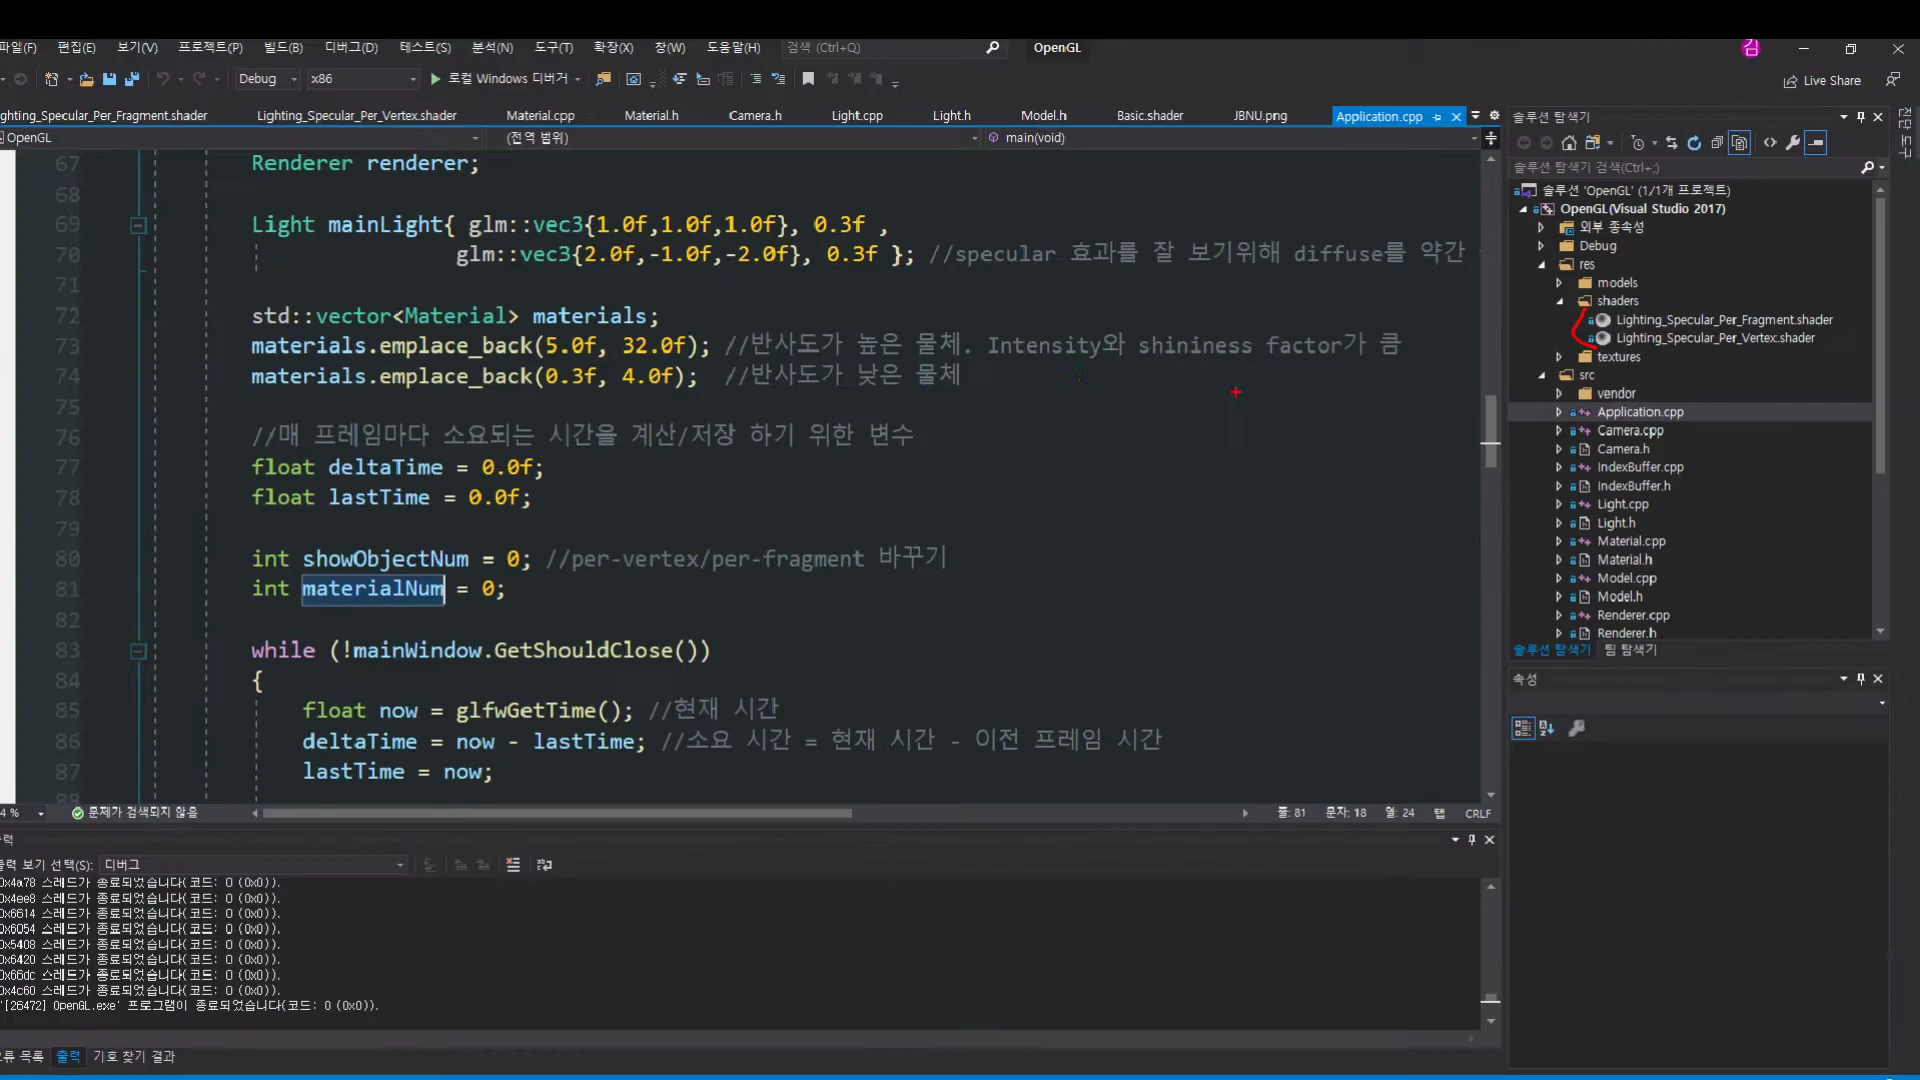 파일(F) 편집(E) 보기(V) 프로젝트(P) 빌드(B) 디버그(D) 테스트(S) 분석(N) 도구(T) 확장(X) 창(W) 도움말(H) 검색 (Ctrl+Q) OpenGL 김
Debug x86 로컬 Windows 디버거 Live Share
ghting_Specular_Per_Fragment.shader Lighting_Specular_Per_Vertex.shader Material.cpp Material.h Camera.h Light.cpp Light.h Model.h Basic.shader JBNU.png Application.cpp
OpenGL (전역 범위) main(void)
67 Renderer renderer;
68
69 Light mainLight{ glm::vec3{1.0f,1.0f,1.0f}, 0.3f ,
70 glm::vec3{2.0f,-1.0f,-2.0f}, 0.3f }; //specular 효과를 잘 보기위해 diffuse를 약간
71
72 std::vector<Material> materials;
73 materials.emplace_back(5.0f, 32.0f); //반사도가 높은 물체. Intensity와 shininess factor가 큼
74 materials.emplace_back(0.3f, 4.0f); //반사도가 낮은 물체
75
76 //매 프레임마다 소요되는 시간을 계산/저장 하기 위한 변수
77 float deltaTime = 0.0f;
78 float lastTime = 0.0f;
79
80 int showObjectNum = 0; //per-vertex/per-fragment 바꾸기
81 int materialNum = 0;
82
83 while (!mainWindow.GetShouldClose())
84 {
85 float now = glfwGetTime(); //현재 시간
86 deltaTime = now - lastTime; //소요 시간 = 현재 시간 - 이전 프레임 시간
87 lastTime = now;
4 % 문제가 검색되지 않음 줄: 81 문자: 18 열: 24 탭 CRLF
솔루션 탐색기
솔루션 탐색기 검색(Ctrl+;)
솔루션 'OpenGL' (1/1개 프로젝트)
OpenGL(Visual Studio 2017)
외부 종속성
Debug
res
models
shaders
Lighting_Specular_Per_Fragment.shader
Lighting_Specular_Per_Vertex.shader
textures
src
vendor
Application.cpp
Camera.cpp
Camera.h
IndexBuffer.cpp
IndexBuffer.h
Light.cpp
Light.h
Material.cpp
Material.h
Model.cpp
Model.h
Renderer.cpp
Renderer.h
솔루션 탐색기 팀 탐색기
속성
진단 도구
출력 보기 선택(S): 디버그
0x4a78 스레드가 종료되었습니다(코드: 0 (0x0)).
0x4ee8 스레드가 종료되었습니다(코드: 0 (0x0)).
0x6614 스레드가 종료되었습니다(코드: 0 (0x0)).
0x6054 스레드가 종료되었습니다(코드: 0 (0x0)).
0x5408 스레드가 종료되었습니다(코드: 0 (0x0)).
0x6420 스레드가 종료되었습니다(코드: 0 (0x0)).
0x66dc 스레드가 종료되었습니다(코드: 0 (0x0)).
0x4c60 스레드가 종료되었습니다(코드: 0 (0x0)).
'[26472] OpenGL.exe' 프로그램이 종료되었습니다(코드: 0 (0x0)).
오류 목록 출력 기호 찾기 결과